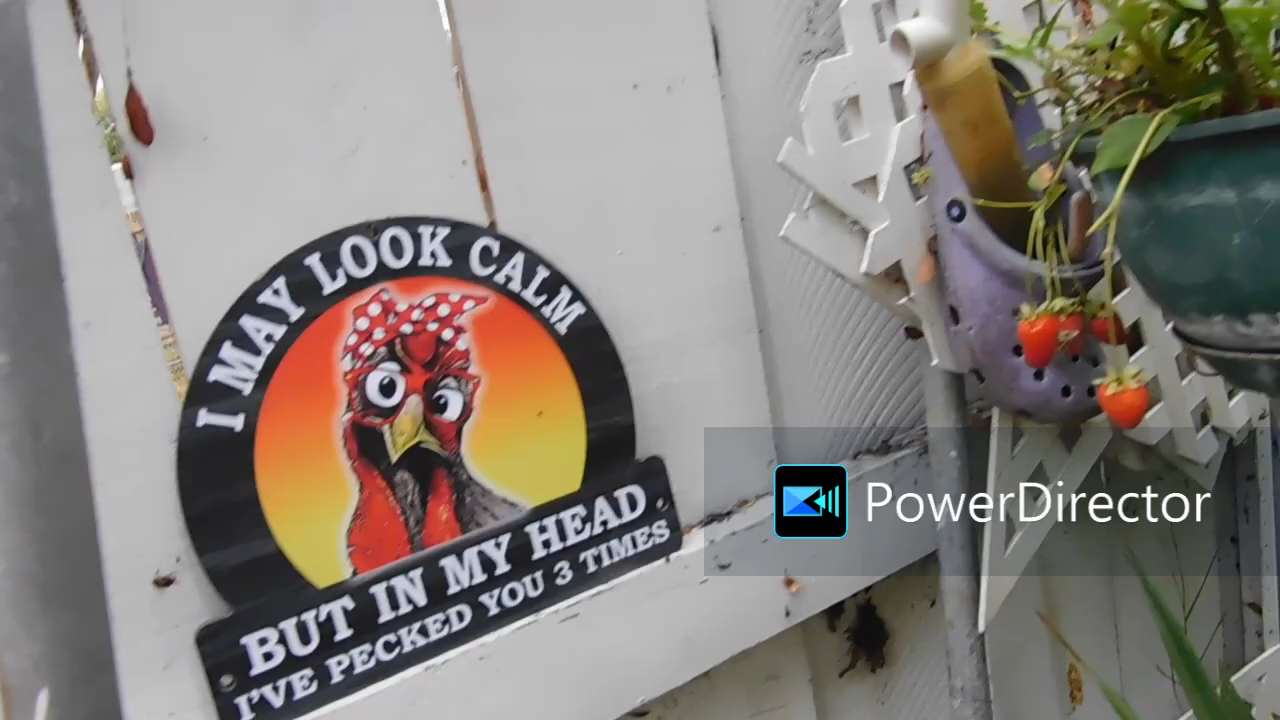 I MAY LOOK CALM
BUT IN MY HEAD
I'VE PECKED YOU 3 TIMES
PowerDirector